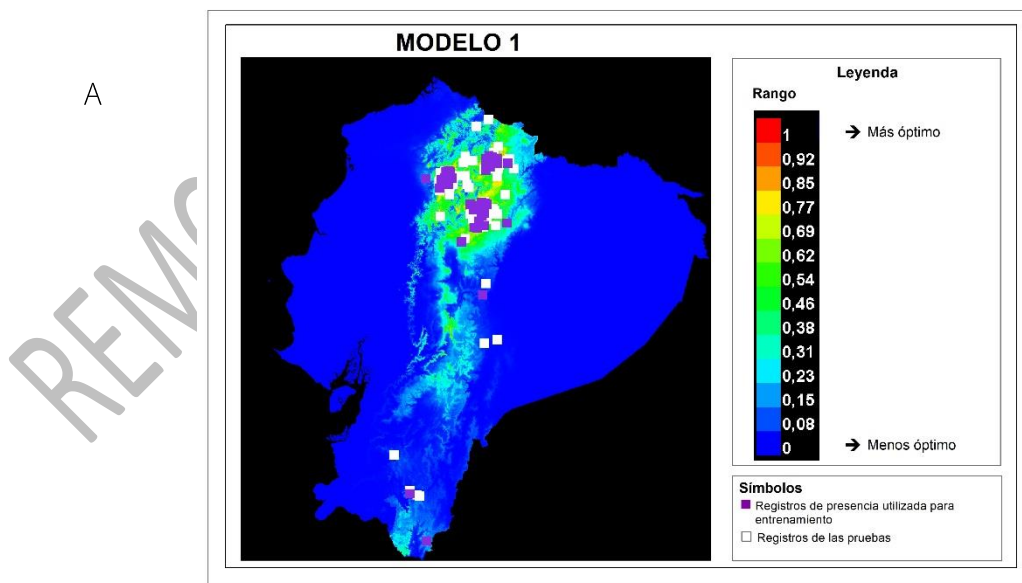 A
REMO
MODELO 1
Leyenda
Rango
1
0,92
0,85
0,77
0,69
0,62
0,54
0,46
0,38
0,31
0,23
0,15
0,08
0
➔ Más óptimo
➔ Menos óptimo
Símbolos
Registros de presencia utilizada para
entrenamiento
Registros de las pruebas